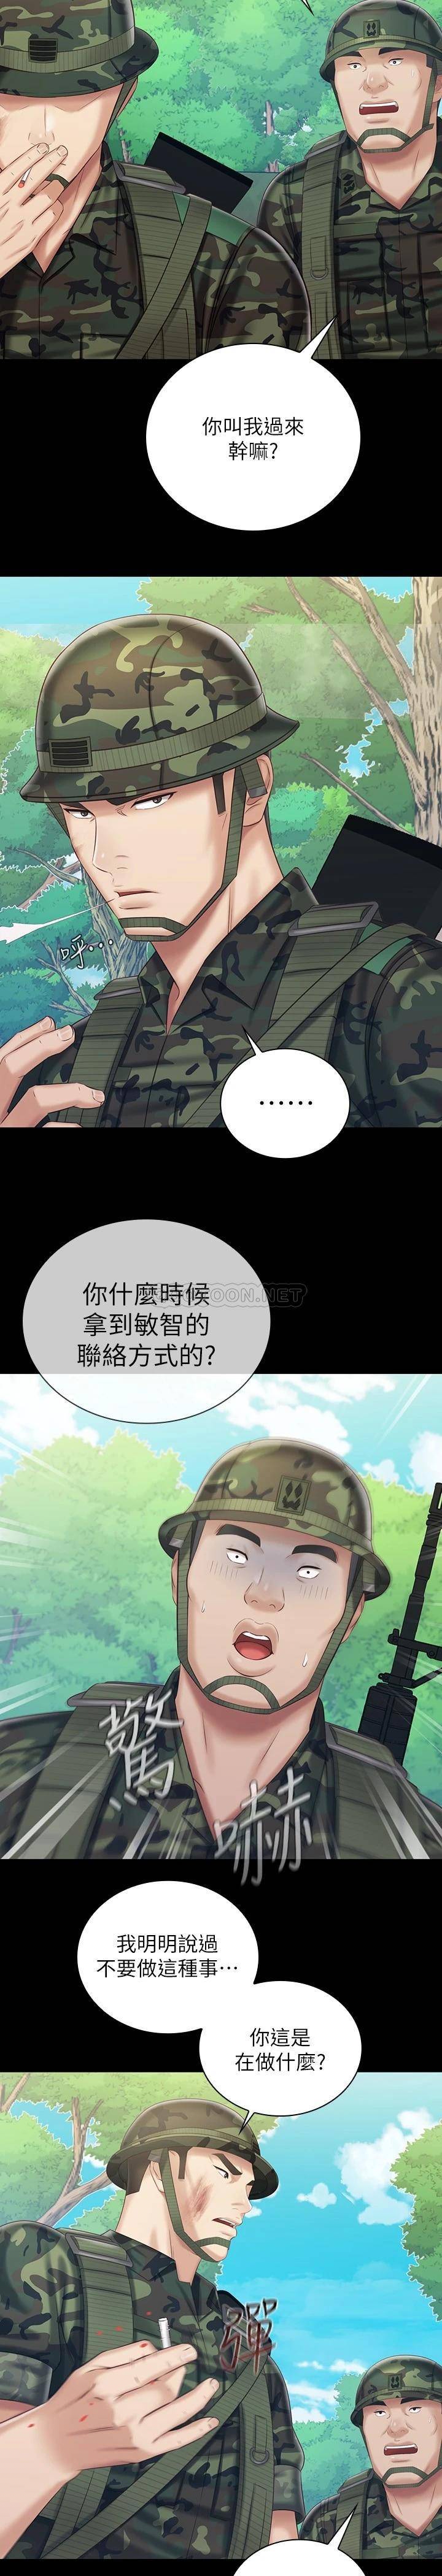 你叫我過來
幹嘛?
呼…
……
你什麼時候
拿到敏智的
聯絡方式的?
驚
嚇
我明明說過
不要做這種事…
你這是
在做什麼?
彈